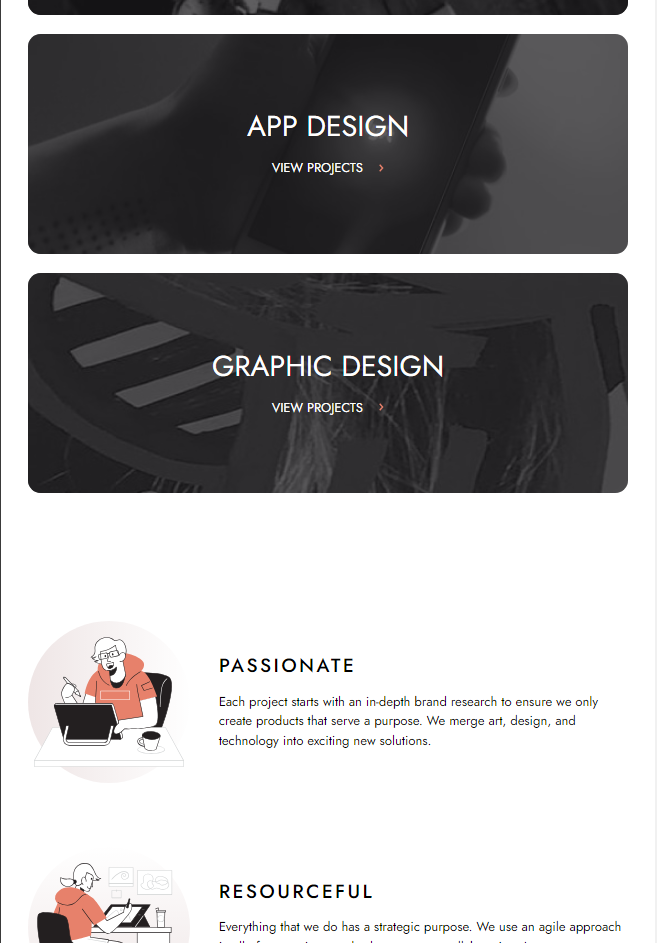 APP DESIGN
VIEW PROJECTS
GRAPHIC DESIGN
VIEW PROJECTS
PASSIONATE
Each project starts with an in-depth brand research to ensure we only
create products that serve a purpose. We merge art, design, and
technology into exciting new solutions.
RESOURCEFUL
Everything that we do has a strategic purpose. We use an agile approach